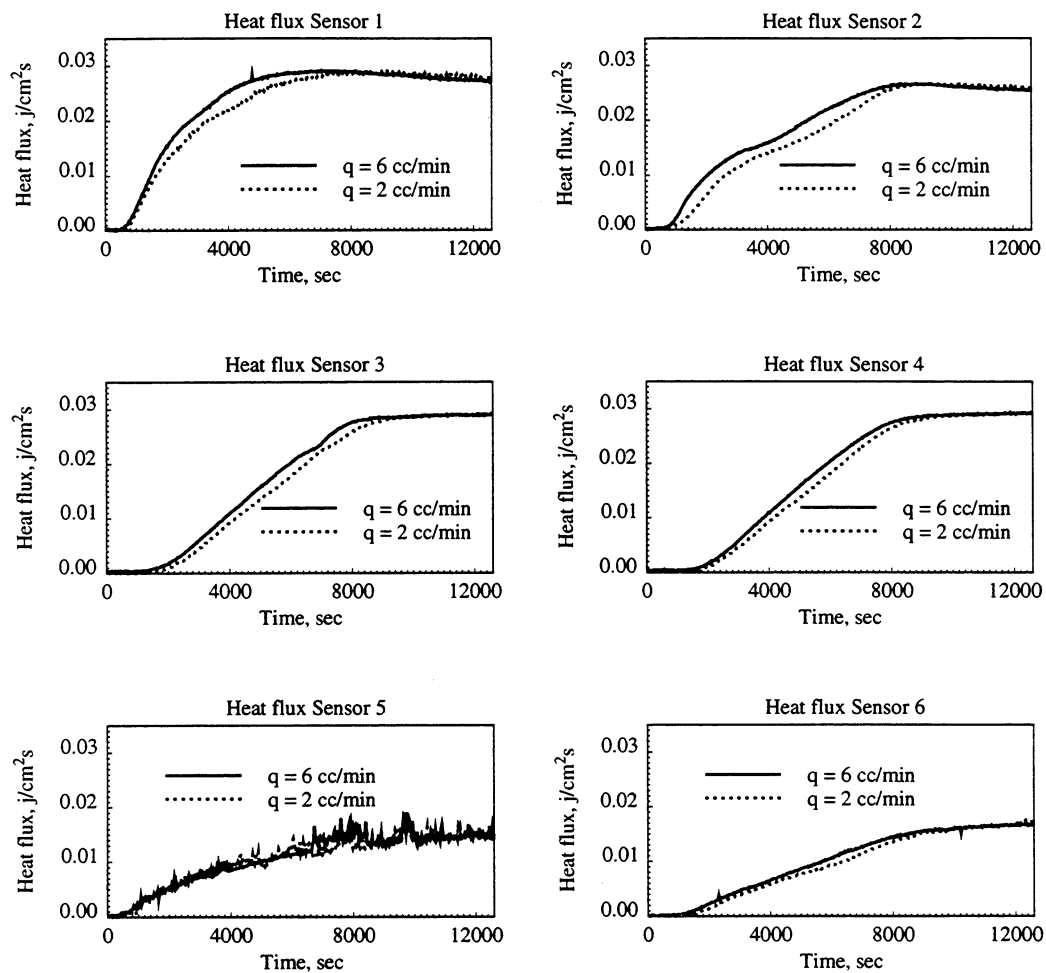 Heat flux Sensor 1
Heat flux, j/cm²s
0.03
0.02
0.01
0.00
q = 6 cc/min
q = 2 cc/min
0
4000
8000
12000
Time, sec
Heat flux Sensor 2
Heat flux, j/cm²s
0.03
0.02
0.01
0.00
q = 6 cc/min
q = 2 cc/min
0
4000
8000
12000
Time, sec
Heat flux Sensor 3
Heat flux, j/cm²s
0.03
0.02
0.01
0.00
q = 6 cc/min
q = 2 cc/min
0
4000
8000
12000
Time, sec
Heat flux Sensor 4
Heat flux, j/cm²s
0.03
0.02
0.01
0.00
q = 6 cc/min
q = 2 cc/min
0
4000
8000
12000
Time, sec
Heat flux Sensor 5
Heat flux, j/cm²s
0.03
0.02
0.01
0.00
q = 6 cc/min
q = 2 cc/min
0
4000
8000
12000
Time, sec
Heat flux Sensor 6
Heat flux, j/cm²s
0.03
0.02
0.01
0.00
q = 6 cc/min
q = 2 cc/min
0
4000
8000
12000
Time, sec